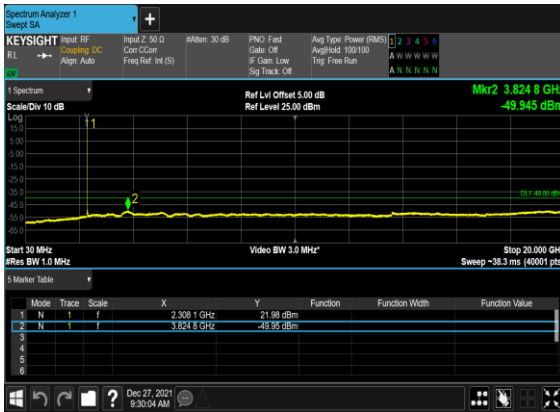 Spectrum Analyzer 1
Swept SA
+
KEYSIGHT Input: RF Input Z: 50 Ω #Atten: 30 dB PNO: Fast Avg Type: Power (RMS) 1 2 3 4 5 6
RL Coupling: DC Corr CCorr Gate: Off Avg|Hold: 100/100 A W W W W W
Align: Auto Freq Ref: Int (S) IF Gain: Low Trig: Free Run
Sig Track: Off A N N N N N
1 Spectrum
Scale/Div 10 dB
Ref Lvl Offset 5.00 dB
Ref Level 25.00 dBm
Mkr2 3.824 8 GHz
-49.945 dBm
Log
15.0
5.00
-5.00
-15.0
-25.0
-35.0
-45.0
-55.0
-65.0
1
2
Start 30 MHz
#Res BW 1.0 MHz
Video BW 3.0 MHz*
Stop 20.000 GH
Sweep ~38.3 ms (40001 pts
5 Marker Table
Mode Trace Scale X Y Function Function Width Function Value
1 N 1 f 2.308 1 GHz 21.98 dBm
2 N 1 f 3.824 8 GHz -49.95 dBm
3
4
5
6
? Dec 27, 2021
9:30:04 AM